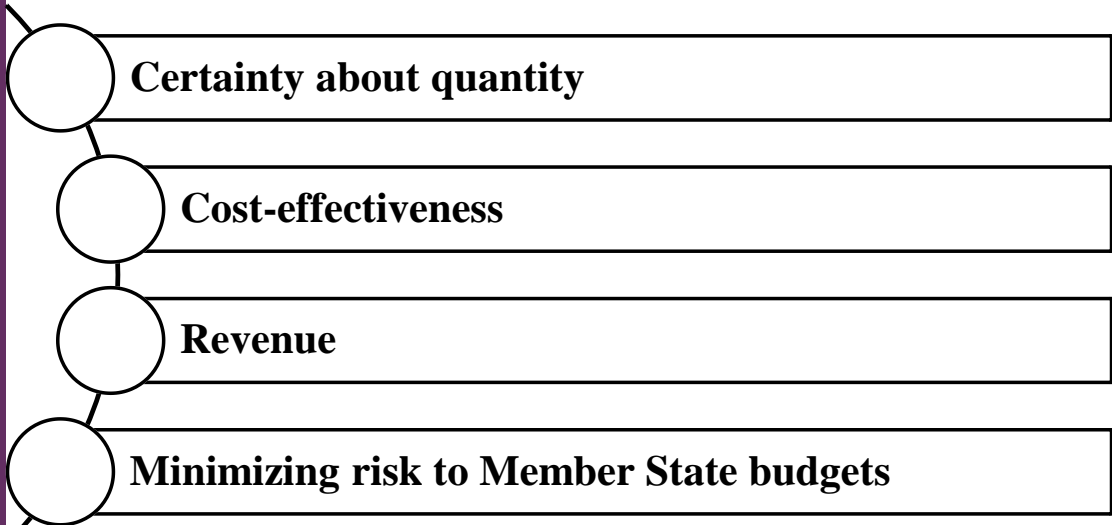 Certainty about quantity
Cost-effectiveness
Revenue
Minimizing risk to Member State budgets